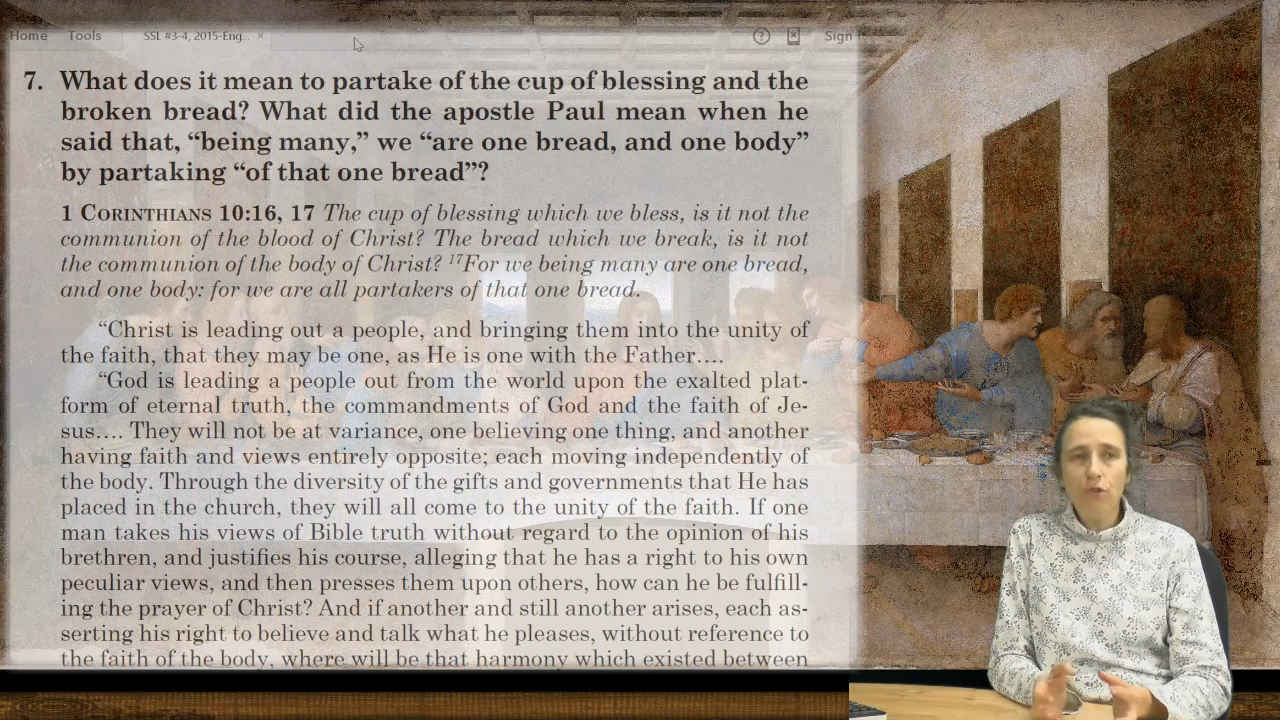 Home Tools SSL #3-4, 2015-Eng... × ? Sign
7. What does it mean to partake of the cup of blessing and the
broken bread? What did the apostle Paul mean when he
said that, “being many,” we “are one bread, and one body”
by partaking “of that one bread”?
1 CORINTHIANS 10:16, 17 The cup of blessing which we bless, is it not the
communion of the blood of Christ? The bread which we break, is it not
the communion of the body of Christ? ¹⁷For we being many are one bread,
and one body: for we are all partakers of that one bread.
“Christ is leading out a people, and bringing them into the unity of
the faith, that they may be one, as He is one with the Father….
“God is leading a people out from the world upon the exalted plat-
form of eternal truth, the commandments of God and the faith of Je-
sus…. They will not be at variance, one believing one thing, and another
having faith and views entirely opposite; each moving independently of
the body. Through the diversity of the gifts and governments that He has
placed in the church, they will all come to the unity of the faith. If one
man takes his views of Bible truth without regard to the opinion of his
brethren, and justifies his course, alleging that he has a right to his own
peculiar views, and then presses them upon others, how can he be fulfill-
ing the prayer of Christ? And if another and still another arises, each as-
serting his right to believe and talk what he pleases, without reference to
the faith of the body, where will be that harmony which existed between